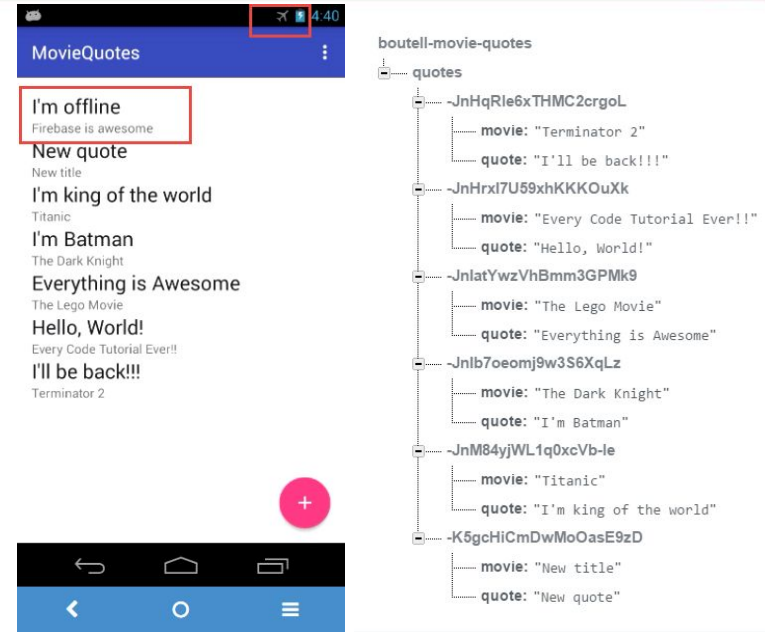 4:40
MovieQuotes
I'm offline
Firebase is awesome
New quote
New title
I'm king of the world
Titanic
I'm Batman
The Dark Knight
Everything is Awesome
The Lego Movie
Hello, World!
Every Code Tutorial Ever!!
I'll be back!!!
Terminator 2
+
boutell-movie-quotes
quotes
-JnHqRle6xTHMC2crgoL
movie: "Terminator 2"
quote: "I'll be back!!!"
-JnHrxl7U59xhKKKOuXk
movie: "Every Code Tutorial Ever!!"
quote: "Hello, World!"
-JnlatYwzVhBmm3GPMk9
movie: "The Lego Movie"
quote: "Everything is Awesome"
-Jnlb7oeomj9w3S6XqLz
movie: "The Dark Knight"
quote: "I'm Batman"
-JnM84yjWL1q0xcVb-le
movie: "Titanic"
quote: "I'm king of the world"
-K5gcHiCmDwMoOasE9zD
movie: "New title"
quote: "New quote"